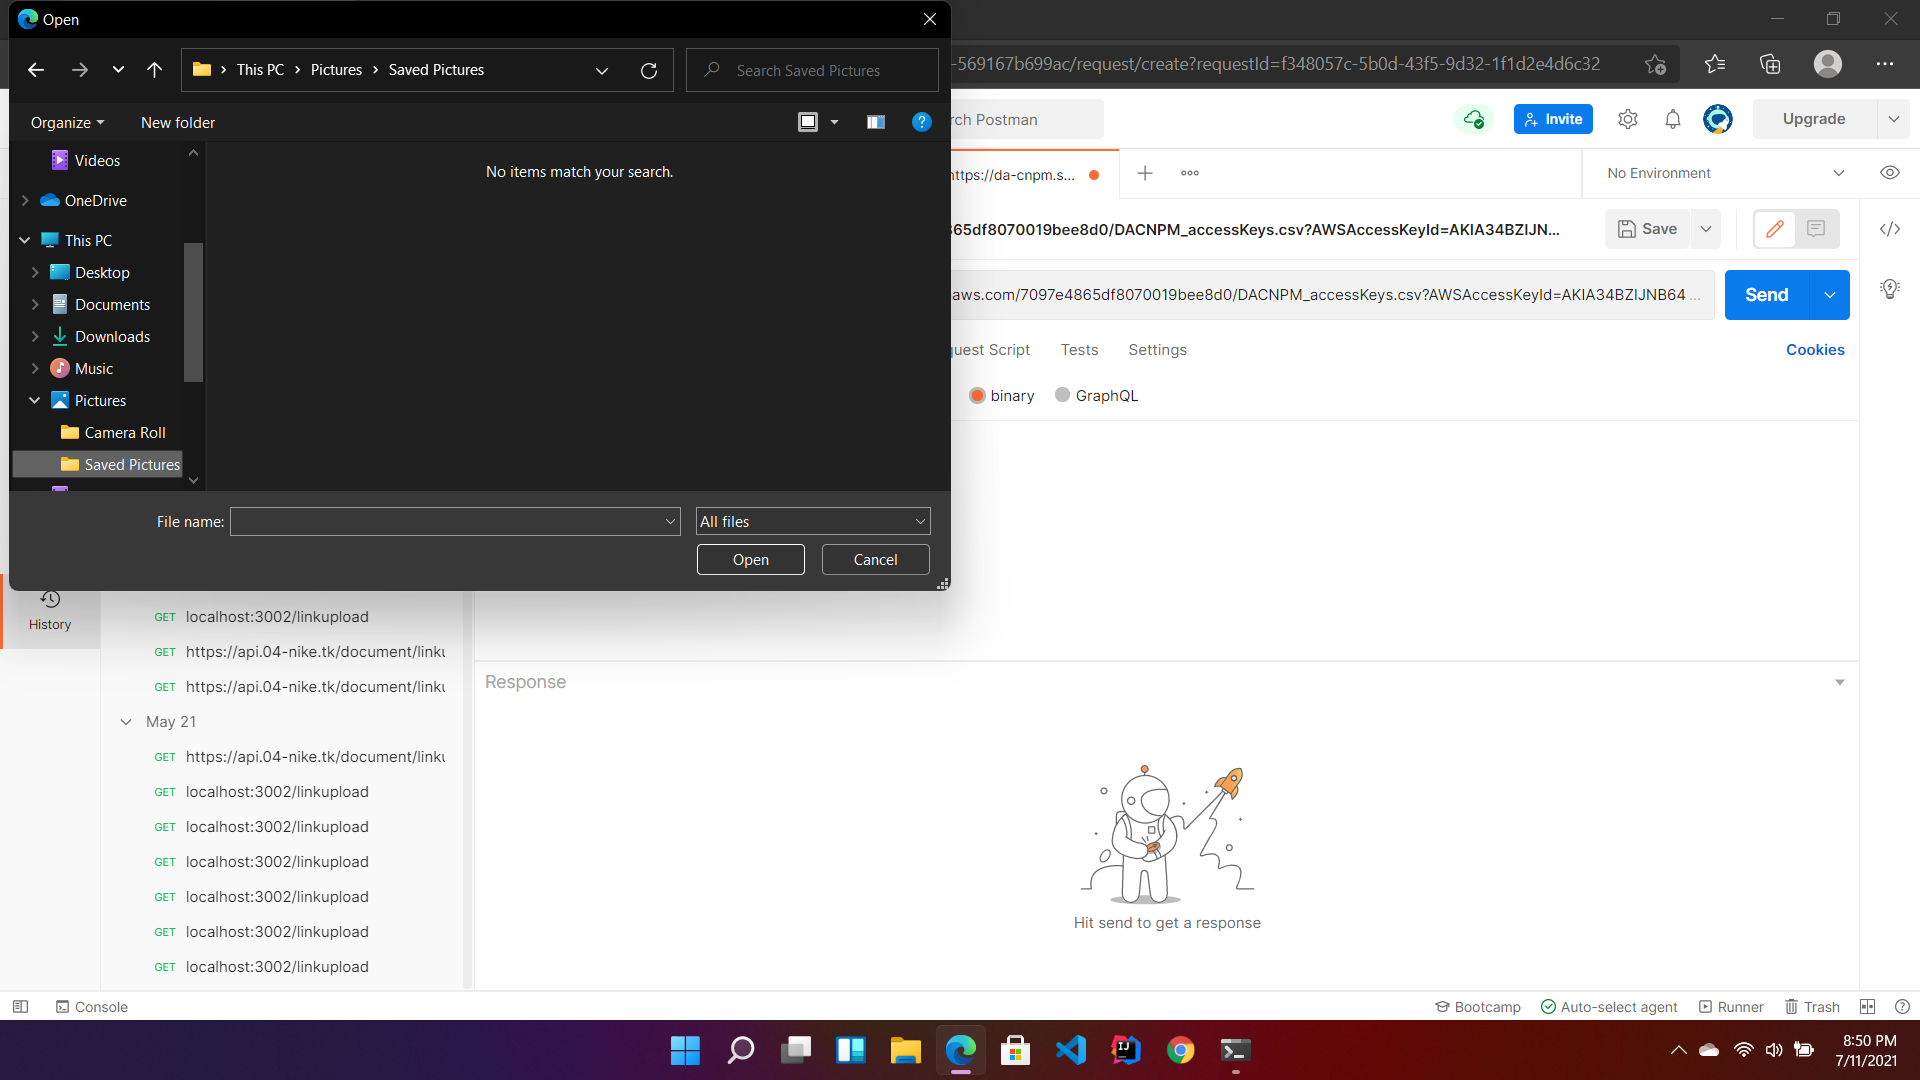 Open
This PC
Pictures
Saved Pictures
Search Saved Pictures
Organize
New folder
Videos
OneDrive
This PC
Desktop
Documents
Downloads
Music
Pictures
Camera Roll
Saved Pictures
No items match your search.
File name:
All files
Open
Cancel
-569167b699ac/request/create?requestId=f348057c-5b0d-43f5-9d32-1f1d2e4d6c32
rch Postman
Invite
Upgrade
https://da-cnpm.s...
No Environment
365df8070019bee8d0/DACNPM_accessKeys.csv?AWSAccessKeyId=AKIA34BZIJN...
Save
aws.com/7097e4865df8070019bee8d0/DACNPM_accessKeys.csv?AWSAccessKeyId=AKIA34BZIJNB64 ...
Send
quest Script
Tests
Settings
Cookies
binary
GraphQL
History
GET localhost:3002/linkupload
GET https://api.04-nike.tk/document/linku
GET https://api.04-nike.tk/document/linku
May 21
GET https://api.04-nike.tk/document/linku
GET localhost:3002/linkupload
GET localhost:3002/linkupload
GET localhost:3002/linkupload
GET localhost:3002/linkupload
GET localhost:3002/linkupload
GET localhost:3002/linkupload
Response
Hit send to get a response
Console
Bootcamp
Auto-select agent
Runner
Trash
8:50 PM
7/11/2021